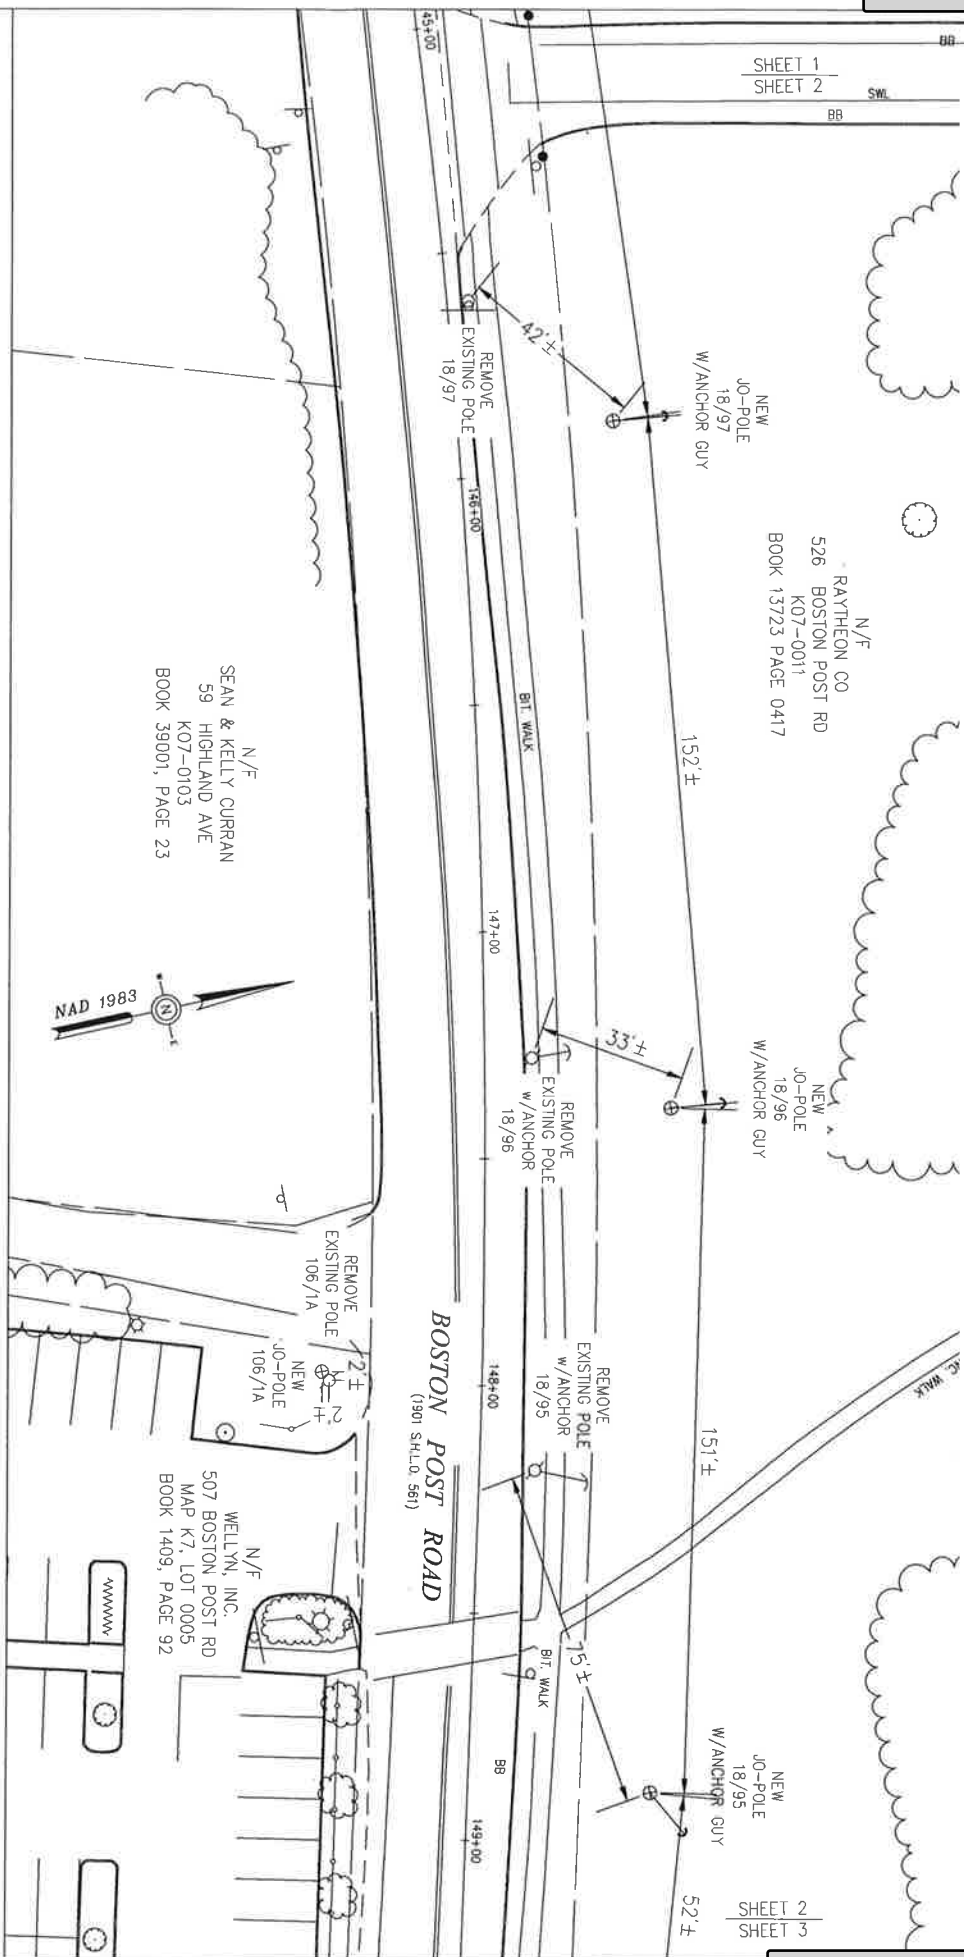 SHEET 1
SHEET 2
SWL
BB
BB
45+00
REMOVE
EXISTING POLE
18/97
42'±
NEW
JO-POLE
18/97
W/ANCHOR GUY
N/F
RAYTHEON CO
526 BOSTON POST RD
K07-0011
BOOK 13723 PAGE 0417
146+00
BIT. WALK
152'±
N/F
SEAN & KELLY CURRAN
59 HIGHLAND AVE
K07-0103
BOOK 39001, PAGE 23
147+00
NAD 1983
N
33'±
NEW
JO-POLE
18/96
W/ANCHOR GUY
REMOVE
EXISTING POLE
w/ANCHOR
18/96
REMOVE
EXISTING POLE
106/1A
2'±
2'±
NEW
JO-POLE
106/1A
BOSTON POST ROAD
(1901 S.H.L.O. 561)
148+00
REMOVE
EXISTING POLE
w/ANCHOR
18/95
WALK
151'±
N/F
WELLYN, INC.
507 BOSTON POST RD
MAP K7, LOT 0005
BOOK 1409, PAGE 92
75'±
BIT. WALK
BB
149+00
NEW
JO-POLE
18/95
W/ANCHOR GUY
52'±
SHEET 2
SHEET 3